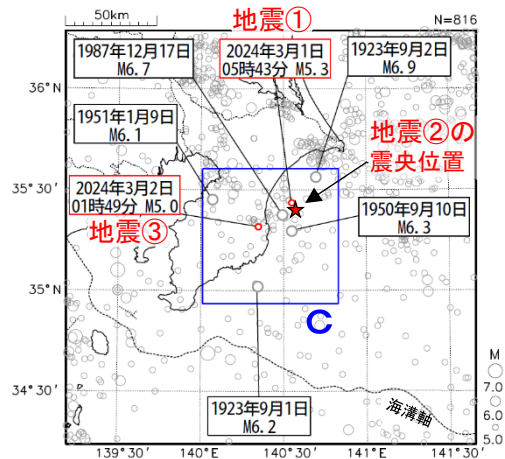 50km
N=816
地震①
1987年12月17日
M6.7
2024年3月1日
05時43分 M5.3
1923年9月2日
M6.9
36°N
1951年1月9日
M6.1
地震②の
震央位置
35°30′
2024年3月2日
01時49分 M5.0
地震③
1950年9月10日
M6.3
35°N
C
M
7.0
6.0
5.0
34°30′
1923年9月1日
M6.2
海溝軸
139°30′
140°E
140°30′
141°E
141°30′